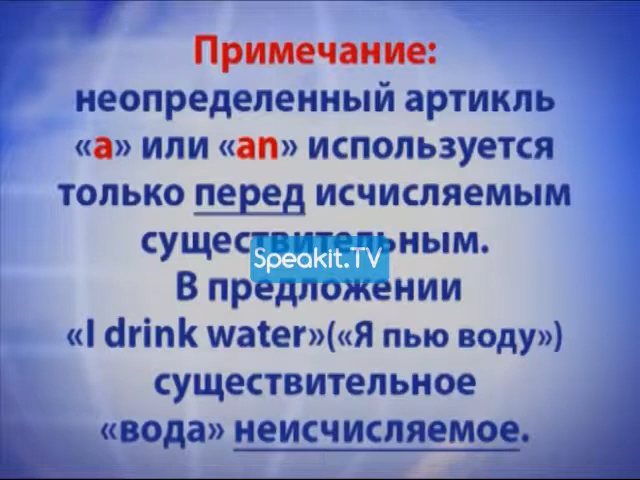 Примечание:
неопределенный артикль
«a» или «an» используется
только перед исчисляемым
существительным.
Speakit.TV
В предложении
«I drink water»(«Я пью воду»)
существительное
«вода» неисчисляемое.